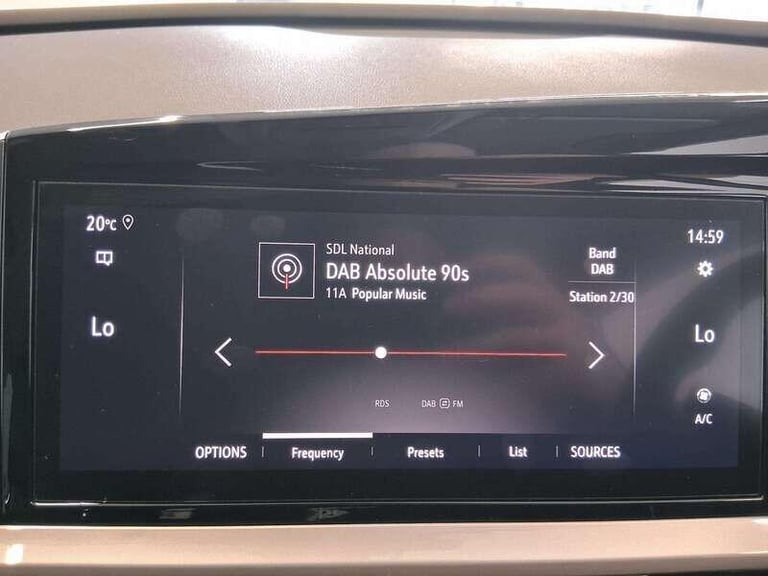 20°C
14:59
SDL National
DAB Absolute 90s
11A Popular Music
Band
DAB
Station 2/30
Lo
Lo
RDS
DAB FM
A/C
OPTIONS
Frequency
Presets
List
SOURCES